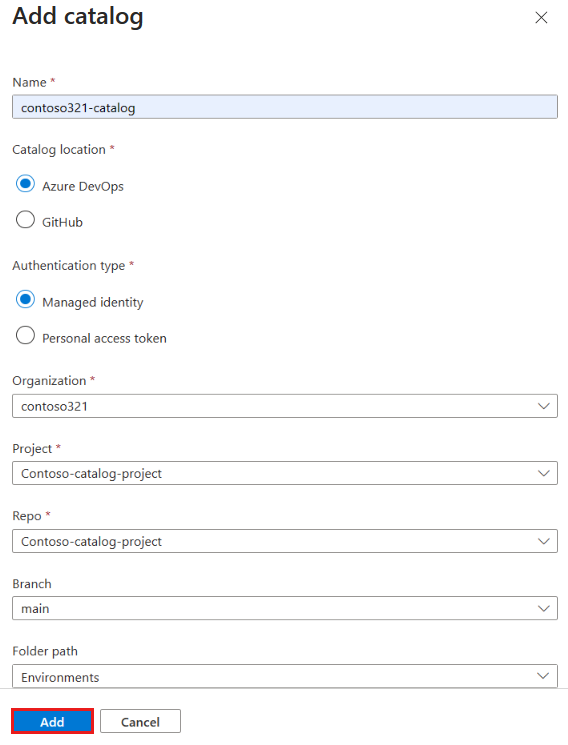 Add catalog
Name *
contoso321-catalog
Catalog location *
Azure DevOps
GitHub
Authentication type *
Managed identity
Personal access token
Organization *
contoso321
Project *
Contoso-catalog-project
Repo *
Contoso-catalog-project
Branch
main
Folder path
Environments
Add
Cancel